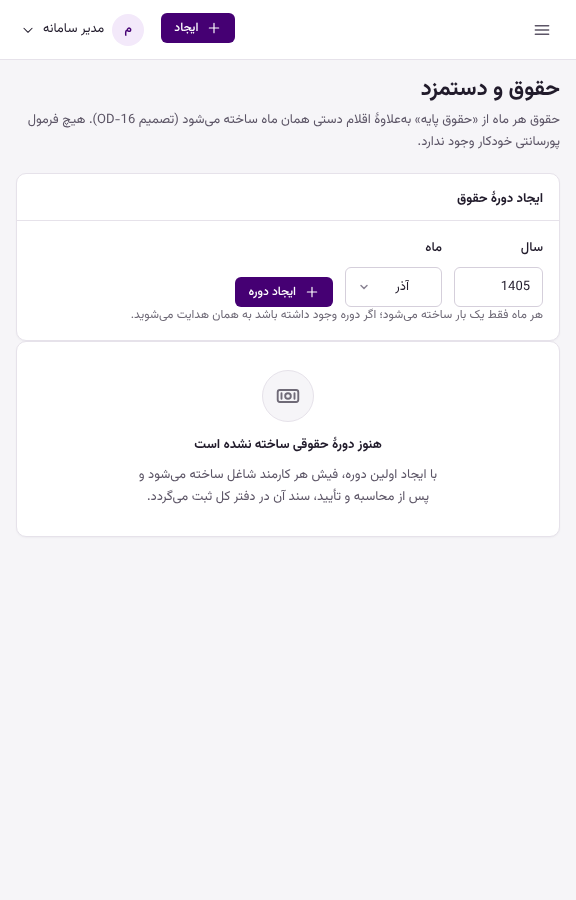 ایجاد
م
مدیر سامانه
حقوق و دستمزد
حقوق هر ماه از «حقوق پایه» به‌علاوهٔ اقلام دستی همان ماه ساخته می‌شود (تصمیم OD-16). هیچ فرمول
پورسانتی خودکار وجود ندارد.
ایجاد دورهٔ حقوق
سال
ماه
1405
آذر
ایجاد دوره
هر ماه فقط یک بار ساخته می‌شود؛ اگر دوره وجود داشته باشد به همان هدایت می‌شوید.
هنوز دورهٔ حقوقی ساخته نشده است
با ایجاد اولین دوره، فیش هر کارمند شاغل ساخته می‌شود و
پس از محاسبه و تأیید، سند آن در دفتر کل ثبت می‌گردد.